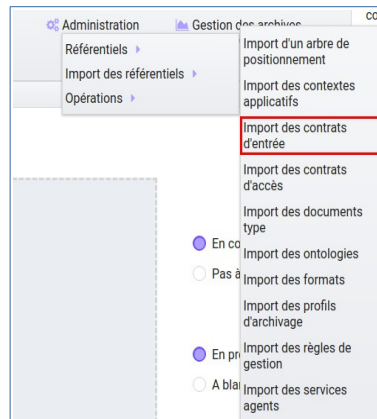 co
Administration
Gestion des archives
Référentiels
Import des référentiels
Opérations
Import d'un arbre de
positionnement
Import des contextes
applicatifs
Import des contrats
d'entrée
Import des contrats
d'accès
Import des documents
type
Import des ontologies
Import des formats
Import des profils
d'archivage
Import des règles de
gestion
Import des services
agents
En co
Pas à
En pr
A bla